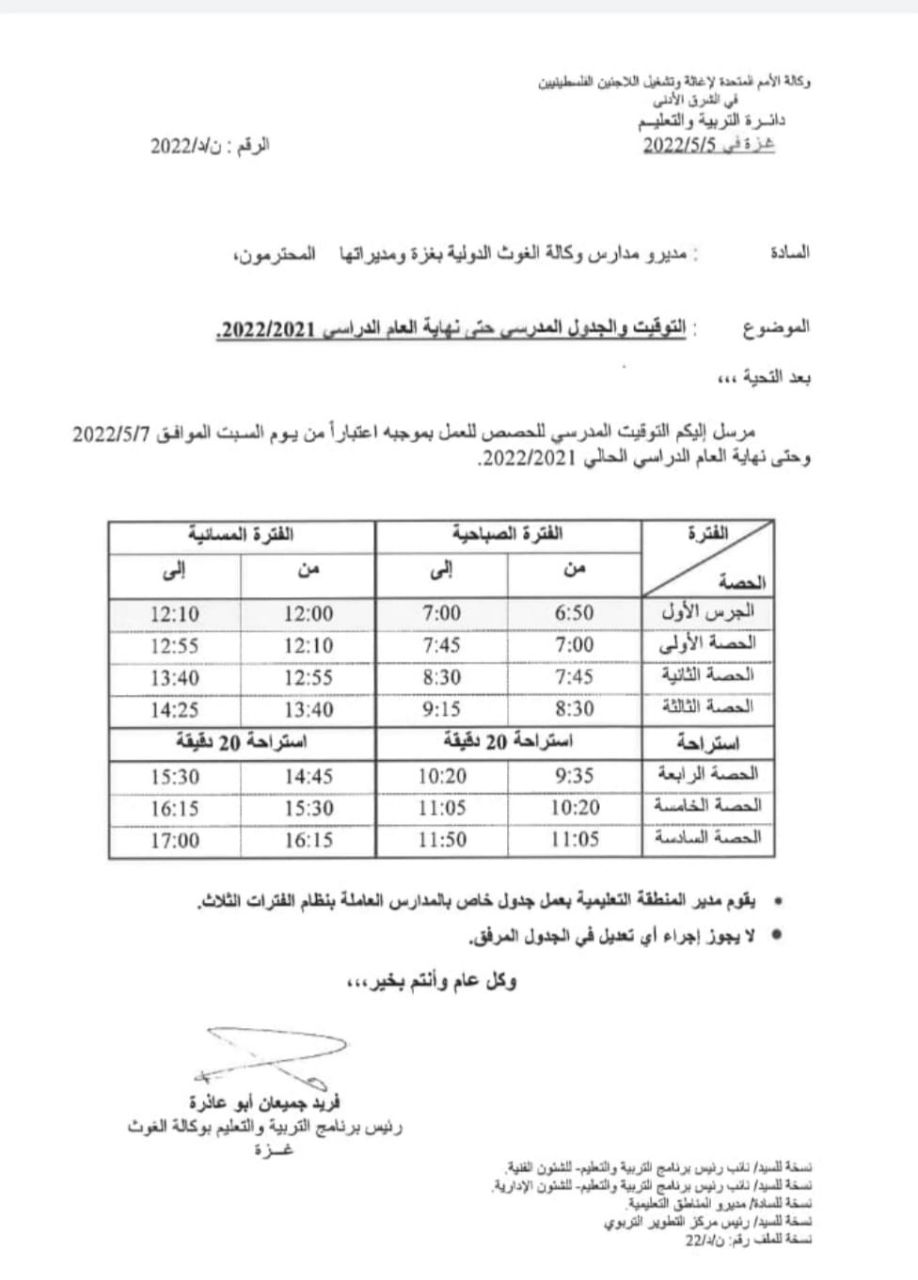 وكالة الأمم المتحدة لإغاثة وتشغيل اللاجئين الفلسطينيين
في الشرق الأدنى
دائـرة التربية والتعليـم
غـزة في 2022/5/5
الرقم : ن/د/2022
السادة : مديرو مدارس وكالة الغوث الدولية بغزة ومديراتها المحترمون،
الموضوع : التوقيت والجدول المدرسي حتى نهاية العام الدراسي 2022/2021.
بعد التحية ،،،
مرسل إليكم التوقيت المدرسي للحصص للعمل بموجبه اعتباراً من يـوم السبت الموافـق 2022/5/7
وحتى نهاية العام الدراسي الحالي 2022/2021.
الفترة الفترة الصباحية الفترة المسائية
الحصة من إلى من إلى
الجرس الأول 6:50 7:00 12:00 12:10
الحصة الأولى 7:00 7:45 12:10 12:55
الحصة الثانية 7:45 8:30 12:55 13:40
الحصة الثالثة 8:30 9:15 13:40 14:25
استراحة استراحة 20 دقيقة استراحة 20 دقيقة
الحصة الرابعة 9:35 10:20 14:45 15:30
الحصة الخامسة 10:20 11:05 15:30 16:15
الحصة السادسة 11:05 11:50 16:15 17:00
• يقوم مدير المنطقة التعليمية بعمل جدول خاص بالمدارس العاملة بنظام الفترات الثلاث.
• لا يجوز إجراء أي تعديل في الجدول المرفق.
وكل عام وأنتم بخير،،،
فريد جميعان أبو عاذرة
رئيس برنامج التربية والتعليم بوكالة الغوث
غـــزة
نسخة للسيد/ نائب رئيس برنامج التربية والتعليم- للشئون الفنية.
نسخة للسيد/ نائب رئيس برنامج التربية والتعليم- للشئون الإدارية.
نسخة للسادة/ مديرو المناطق التعليمية.
نسخة للسيد/ رئيس مركز التطوير التربوي
نسخة للملف رقم: ن/د/22